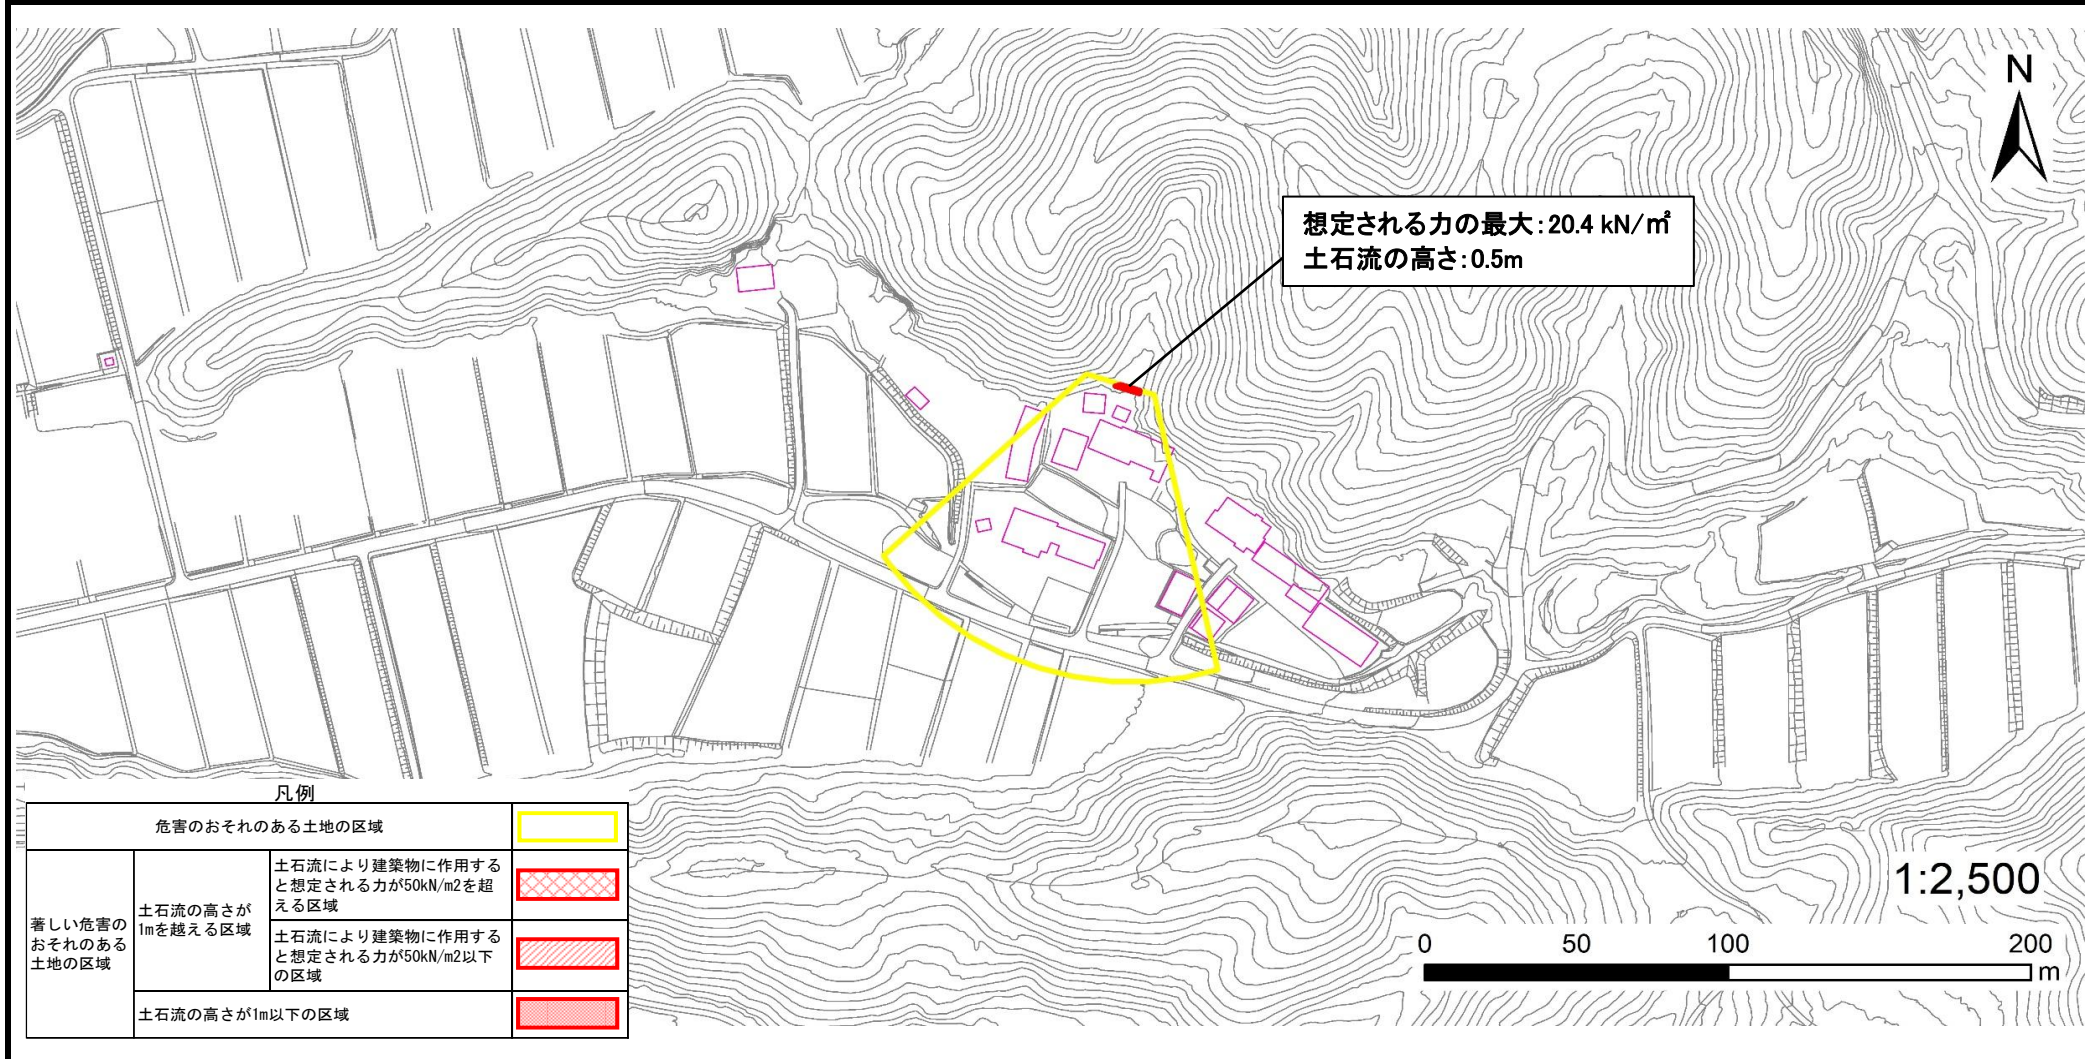 N
想定される力の最大:20.4 kN/㎡
土石流の高さ:0.5m
凡例
危害のおそれのある土地の区域
著しい危害の
おそれのある
土地の区域
土石流の高さが
1mを越える区域
土石流により建築物に作用する
と想定される力が50kN/m2を超
える区域
土石流により建築物に作用する
と想定される力が50kN/m2以下
の区域
土石流の高さが1m以下の区域
1:2,500
0 50 100 200
m